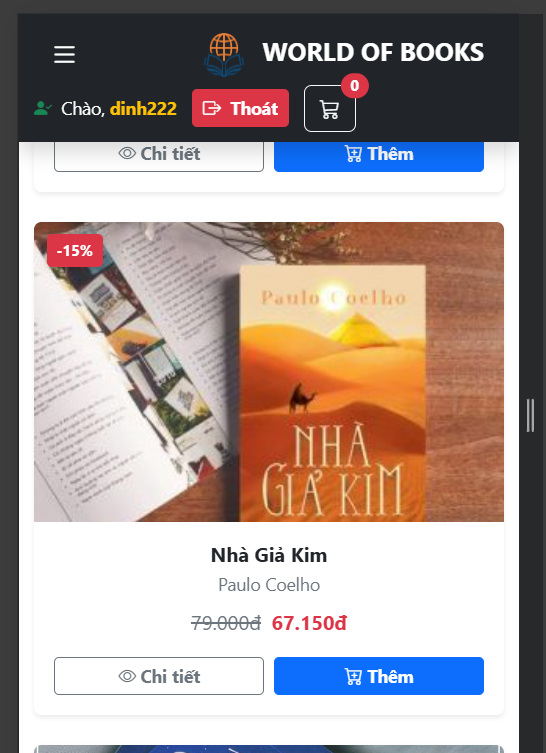 WORLD OF BOOKS
Chào, dinh222 Thoát 0
Chi tiết Thêm
-15%
Paulo Coelho
NHÀ
GIẢ KIM
Nhà Giả Kim
Paulo Coelho
79.000đ 67.150đ
Chi tiết Thêm